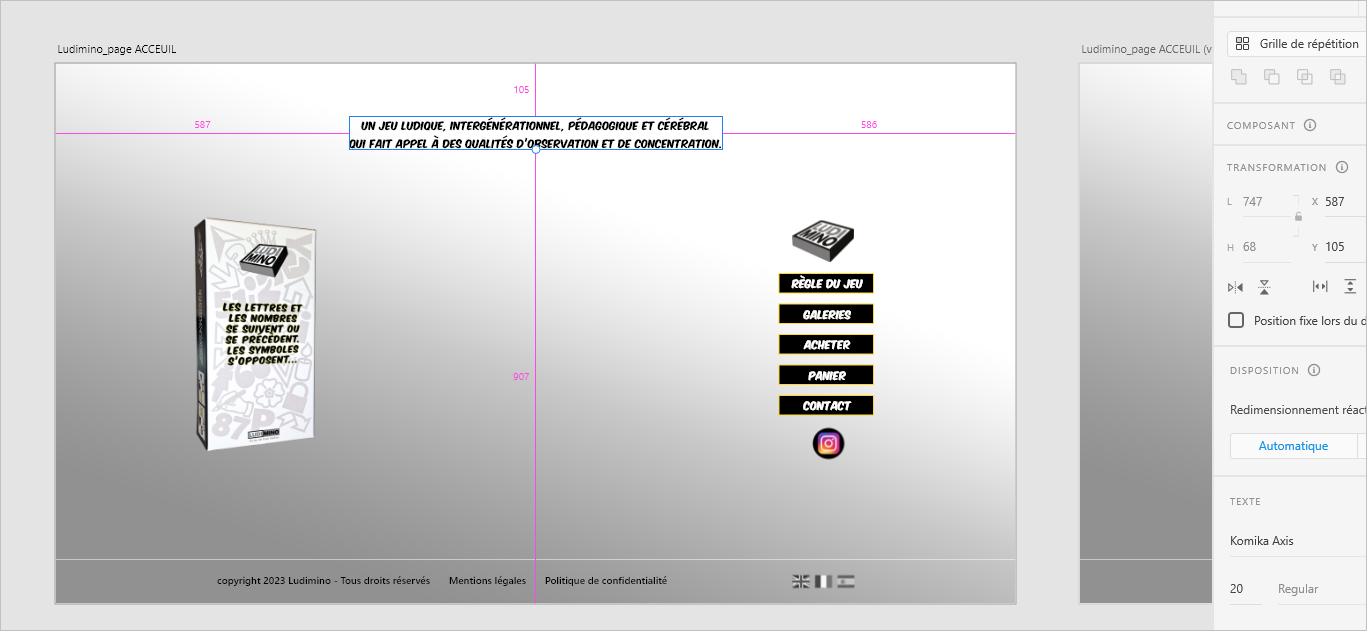 Ludimino_page ACCEUIL
Ludimino_page ACCEUIL (v
Grille de répétition
105
587
586
UN JEU LUDIQUE, INTERGÉNÉRATIONNEL, PÉDAGOGIQUE ET CÉRÉBRAL
QUI FAIT APPEL À DES QUALITÉS D'OBSERVATION ET DE CONCENTRATION.
COMPOSANT
TRANSFORMATION
L 747 X 587
H 68 Y 105
Position fixe lors du d
DISPOSITION
Redimensionnement réact
Automatique
TEXTE
Komika Axis
20 Regular
LUDI
MINO
LES LETTRES ET
LES NOMBRES
SE SUIVENT OU
SE PRÉCÈDENT.
LES SYMBOLES
S'OPPOSENT...
87
LUDIMINO
LUDI
MINO
RÈGLE DU JEU
GALERIES
ACHETER
PANIER
CONTACT
907
copyright 2023 Ludimino - Tous droits réservés Mentions légales Politique de confidentialité